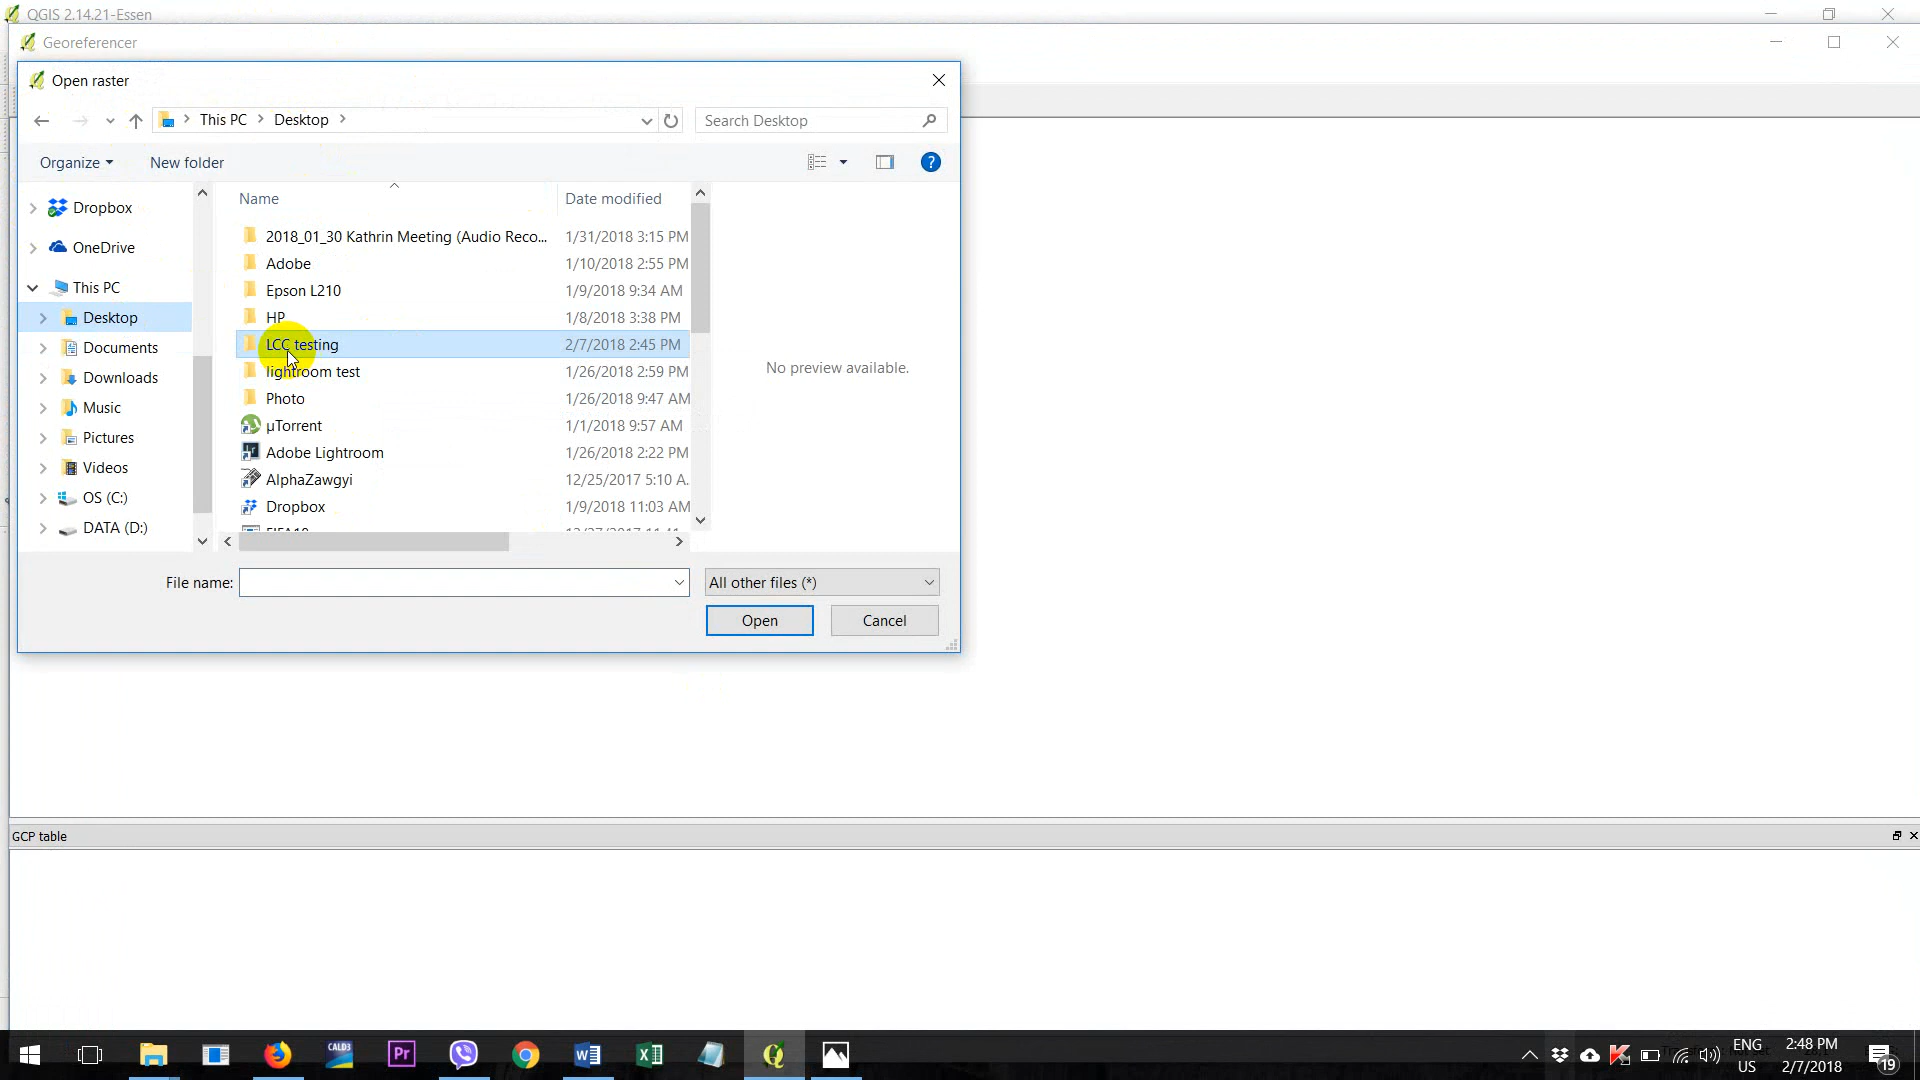 QGIS 2.14.21-Essen
Georeferencer
Open raster
This PC
Desktop
Search Desktop
Organize
New folder
Name
Date modified
Dropbox
OneDrive
This PC
Desktop
Documents
Downloads
Music
Pictures
Videos
OS (C:)
DATA (D:)
2018_01_30 Kathrin Meeting (Audio Reco... 1/31/2018 3:15 PM
Adobe 1/10/2018 2:55 PM
Epson L210 1/9/2018 9:34 AM
HP 1/8/2018 3:38 PM
LCC testing 2/7/2018 2:45 PM
lightroom test 1/26/2018 2:59 PM
Photo 1/26/2018 9:47 AM
µTorrent 1/1/2018 9:57 AM
Adobe Lightroom 1/26/2018 2:22 PM
AlphaZawgyi 12/25/2017 5:10 A.
Dropbox 1/9/2018 11:03 AM
No preview available.
File name:
All other files (*)
Open
Cancel
GCP table
CALD3
Pr
ENG
US
2:48 PM
2/7/2018
19